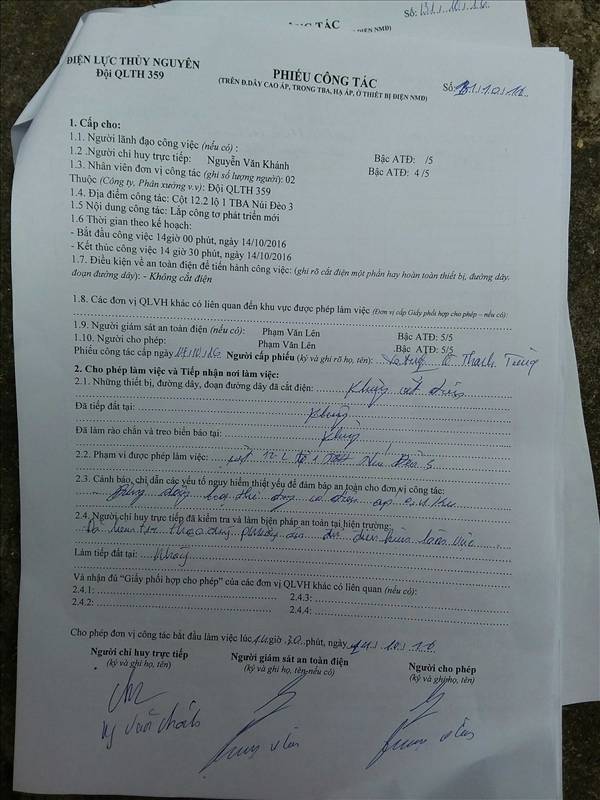 ÔNG TÁC
Số:
ĐIỆN LỰC THỦY NGUYÊN
Đội QLTH 359
PHIẾU CÔNG TÁC
(TRÊN Đ.DÂY CAO ÁP, TRONG TBA, HẠ ÁP, Ở THIẾT BỊ ĐIỆN NMĐ)
Số:
1. Cấp cho:
1.1. Người lãnh đạo công việc (nếu có) :
1.2 .Người chỉ huy trực tiếp: Nguyễn Văn Khánh Bậc ATĐ: /5
1.3. Nhân viên đơn vị công tác (ghi số lượng người): 02 Bậc ATĐ: 4 /5
Thuộc (Công ty, Phân xưởng v.v): Đội QLTH 359
1.4. Địa điểm công tác: Cột 12.2 lộ 1 TBA Núi Đèo 3
1.5 Nội dung công tác: Lắp công tơ phát triển mới
1.6 Thời gian theo kế hoạch:
- Bắt đầu công việc 14giờ 00 phút, ngày 14/10/2016
- Kết thúc công việc 14 giờ 30 phút, ngày 14/10/2016
1.7. Điều kiện về an toàn điện để tiến hành công việc: (ghi rõ cắt điện một phần hay hoàn toàn thiết bị, đường dây,
đoạn đường dây): - Không cắt điện
1.8. Các đơn vị QLVH khác có liên quan đến khu vực được phép làm việc (Đơn vị cấp Giấy phối hợp cho phép – nếu có):
1.9. Người giám sát an toàn điện (nếu có): Phạm Văn Lên Bậc ATĐ: 5/5
1.10. Người cho phép: Phạm Văn Lên Bậc ATĐ: 5/5
Phiếu công tác cấp ngày Người cấp phiếu (ký và ghi rõ họ, tên): Thanh Tùng
2. Cho phép làm việc và Tiếp nhận nơi làm việc:
2.1. Những thiết bị, đường dây, đoạn đường dây đã cắt điện: không cắt điện
Đã tiếp đất tại: không
Đã làm rào chắn và treo biển báo tại: không
2.2. Phạm vi được phép làm việc: cột 12.2 lộ 1 TBA Núi Đèo 3
2.3. Cảnh báo, chỉ dẫn các yếu tố nguy hiểm thiết yếu để đảm bảo an toàn cho đơn vị công tác:
2.4. Người chỉ huy trực tiếp đã kiểm tra và làm biện pháp an toàn tại hiện trường:
Làm tiếp đất tại: không
Và nhận đủ “Giấy phối hợp cho phép” của các đơn vị QLVH khác có liên quan (nếu có):
2.4.1: 2.4.3:
2.4.2: 2.4.4:
Cho phép đơn vị công tác bắt đầu làm việc lúc 14 giờ 30 phút, ngày 14 10 16
Người chỉ huy trực tiếp Người giám sát an toàn điện Người cho phép
(ký và ghi họ, tên) (ký và ghi họ, tên nếu có) (ký và ghi họ, tên)